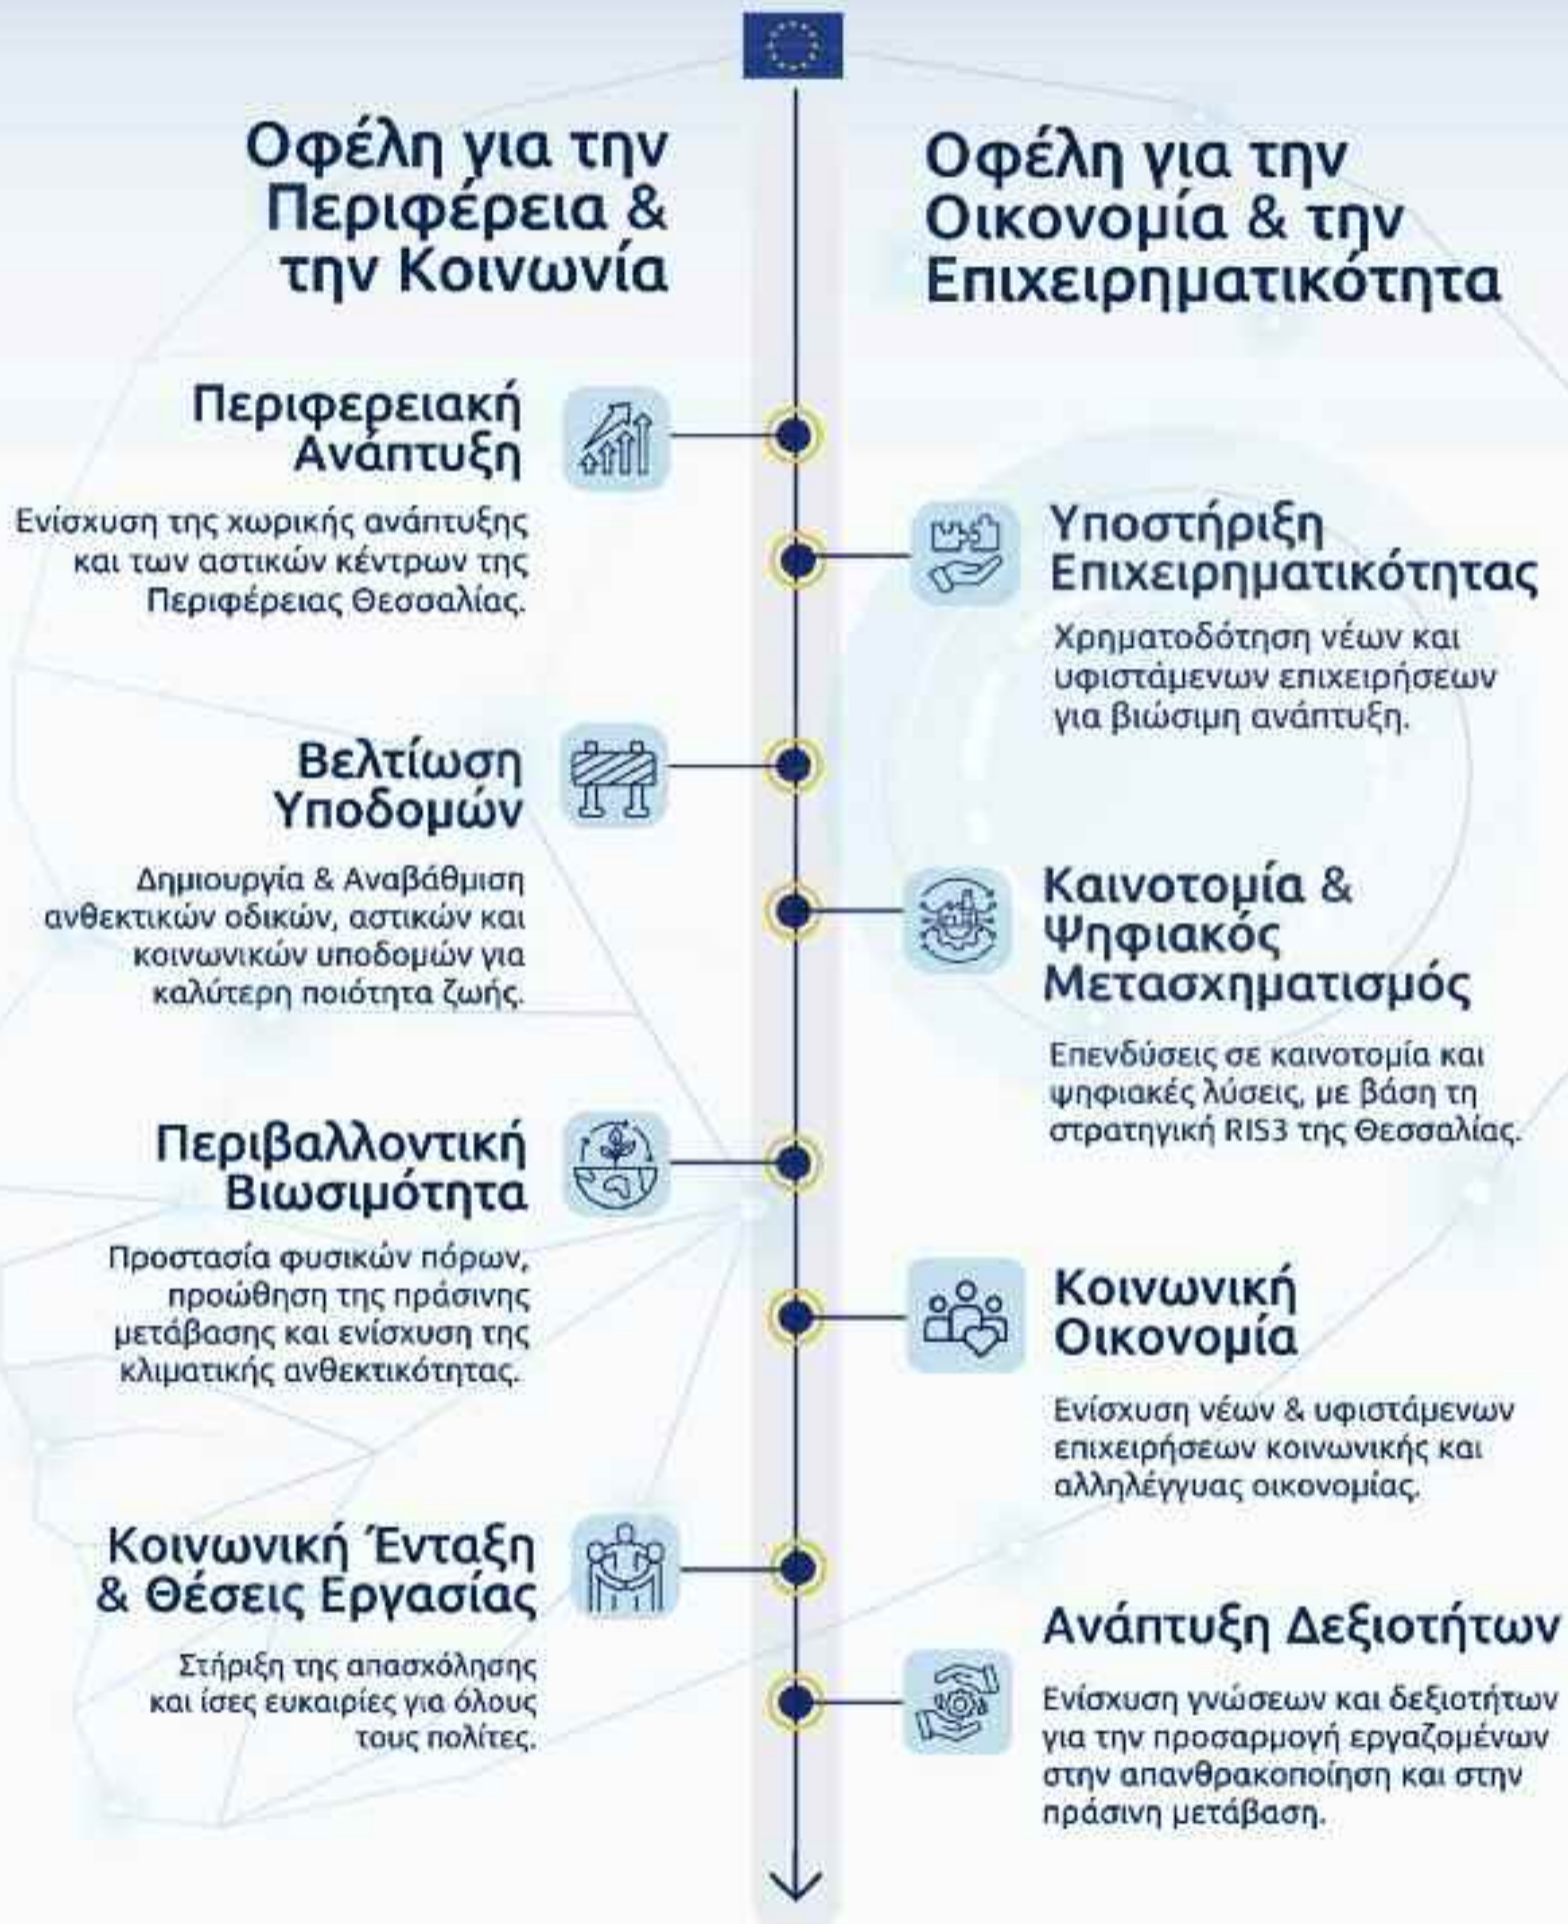 Οφέλη για την
Περιφέρεια &
την Κοινωνία
Περιφερειακή
Ανάπτυξη
Ενίσχυση της χωρικής ανάπτυξης
και των αστικών κέντρων της
Περιφέρειας Θεσσαλίας.
Βελτίωση
Υποδομών
Δημιουργία & Αναβάθμιση
ανθεκτικών οδικών, αστικών και
κοινωνικών υποδομών για
καλύτερη ποιότητα ζωής.
Περιβαλλοντική
Βιωσιμότητα
Προστασία φυσικών πόρων,
προώθηση της πράσινης
μετάβασης και ενίσχυση της
κλιματικής ανθεκτικότητας.
Κοινωνική Ένταξη
& Θέσεις Εργασίας
Στήριξη της απασχόλησης
και ίσες ευκαιρίες για όλους
τους πολίτες.
Οφέλη για την
Οικονομία & την
Επιχειρηματικότητα
Υποστήριξη
Επιχειρηματικότητας
Χρηματοδότηση νέων και
υφιστάμενων επιχειρήσεων
για βιώσιμη ανάπτυξη.
Καινοτομία &
Ψηφιακός
Μετασχηματισμός
Επενδύσεις σε καινοτομία και
ψηφιακές λύσεις, με βάση τη
στρατηγική RIS3 της Θεσσαλίας.
Κοινωνική
Οικονομία
Ενίσχυση νέων & υφιστάμενων
επιχειρήσεων κοινωνικής και
αλληλέγγυας οικονομίας.
Ανάπτυξη Δεξιοτήτων
Ενίσχυση γνώσεων και δεξιοτήτων
για την προσαρμογή εργαζομένων
στην απανθρακοποίηση και στην
πράσινη μετάβαση.